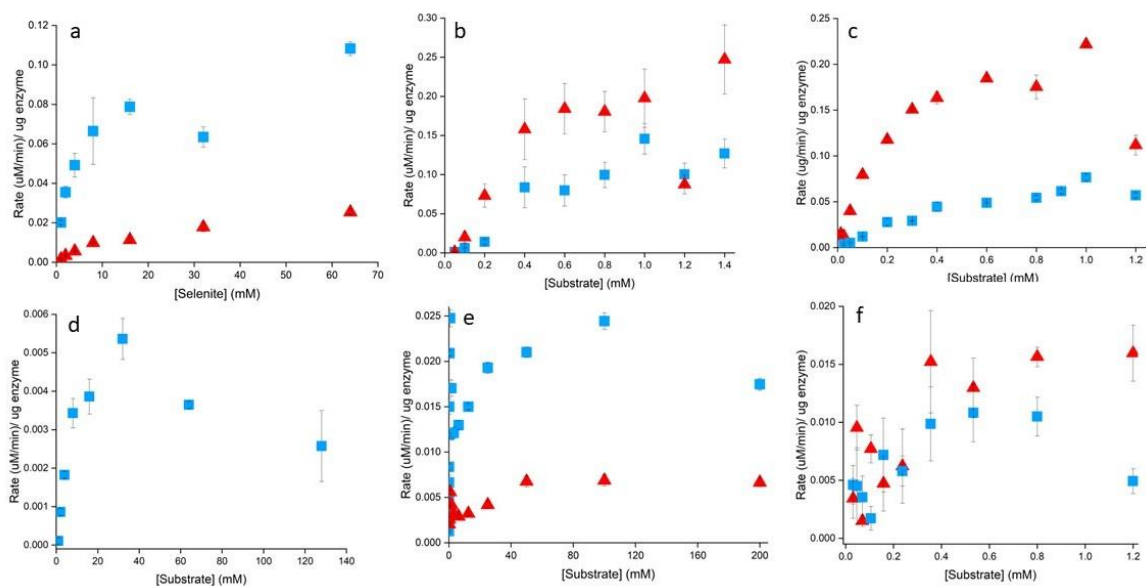 a
Rate (uM/min)/ ug enzyme
0.12
0.10
0.08
0.06
0.04
0.02
0.00
0 10 20 30 40 50 60 70
[Selenite] (mM)
b
Rate (uM/min)/ ug enzyme
0.30
0.25
0.20
0.15
0.10
0.05
0.00
0.0 0.2 0.4 0.6 0.8 1.0 1.2 1.4
[Substrate] (mM)
c
Rate (ug/min)/ ug enzyme)
0.25
0.20
0.15
0.10
0.05
0.00
0.0 0.2 0.4 0.6 0.8 1.0 1.2
[Substrate] (mM)
d
Rate (uM/min)/ ug enzyme
0.006
0.005
0.004
0.003
0.002
0.001
0.000
0 20 40 60 80 100 120 140
[Substrate] (mM)
e
Rate (uM/min)/ ug enzyme
0.025
0.020
0.015
0.010
0.005
0.000
0 40 80 120 160 200
[Substrate] (mM)
f
Rate (uM/min)/ ug enzyme
0.020
0.015
0.010
0.005
0.000
0.0 0.2 0.4 0.6 0.8 1.0 1.2
[Substrate] (mM)